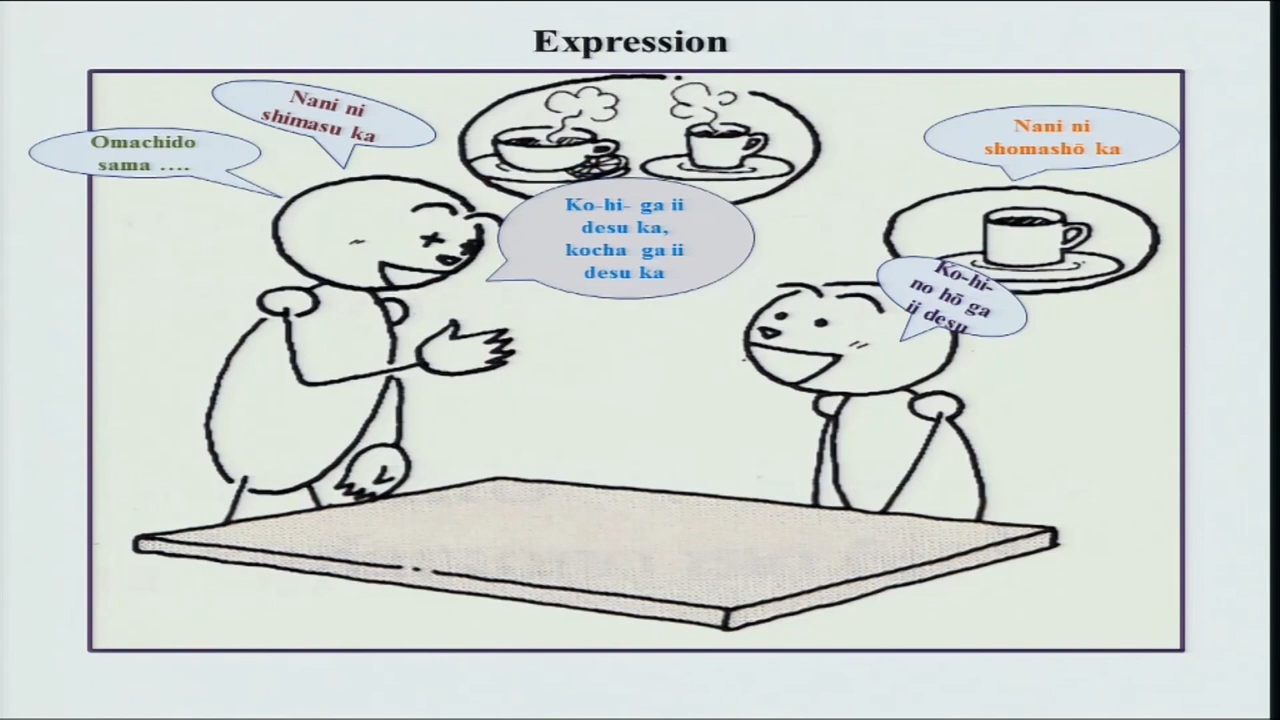 Expression
Nani ni
shimasu ka
Omachido
sama ….
Ko-hi- ga ii
desu ka,
kocha ga ii
desu ka
Nani ni
shomashō ka
Ko-hi-
no hō ga
ii desu